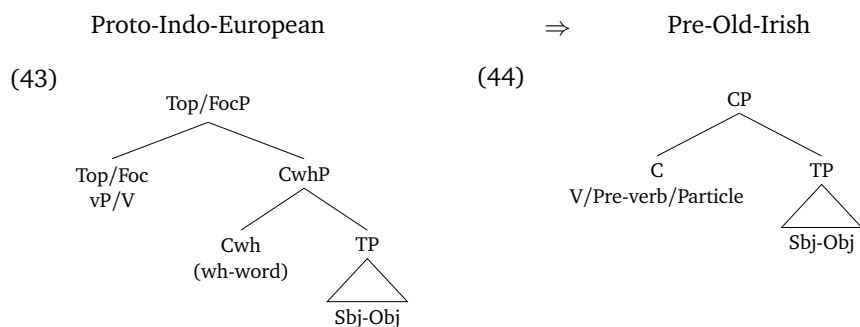 Proto-Indo-European ⇒ Pre-Old-Irish
(43) (44)
Top/FocP
CP
Top/Foc CwhP
vP/V
C TP
V/Pre-verb/Particle
Sbj-Obj
Cwh TP
(wh-word)
Sbj-Obj